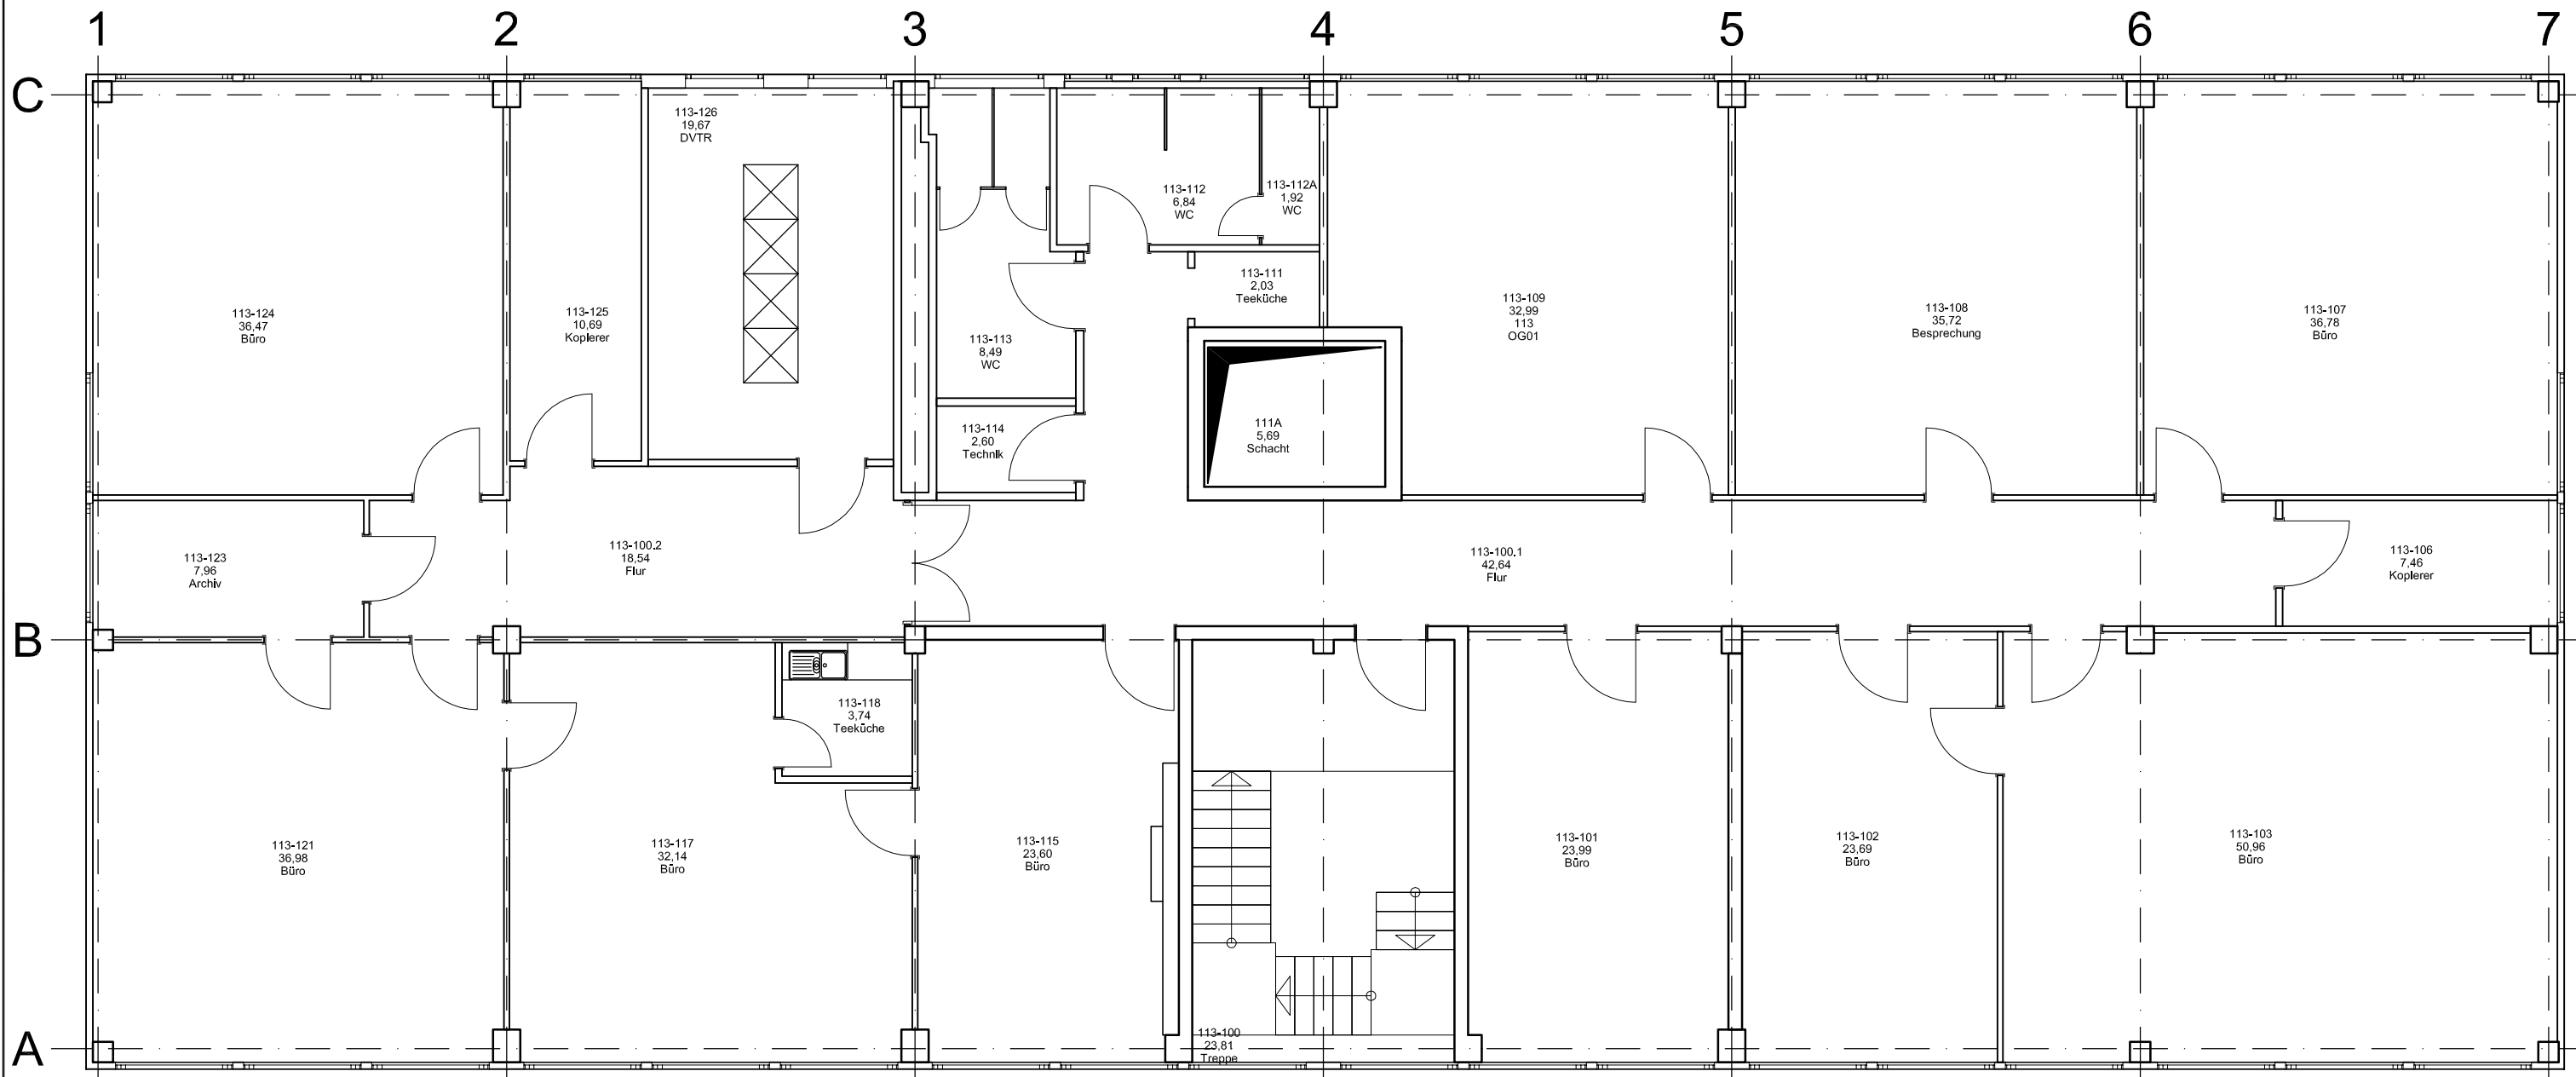 1
2
3
4
5
6
7
C
113-126
19,67
DVTR
113-112
6,84
WC
113-112A
1,92
WC
113-124
36,47
Büro
113-125
10,69
Kopierer
113-111
2,03
Teeküche
113-113
8,49
WC
113-109
32,99
113
OG01
113-108
35,72
Besprechung
113-107
36,78
Büro
113-114
2,60
Technik
111A
5,69
Schacht
113-123
7,96
Archiv
113-100.2
18,54
Flur
113-100.1
42,64
Flur
113-106
7,46
Kopierer
B
113-118
3,74
Teeküche
113-121
36,98
Büro
113-117
32,14
Büro
113-115
23,60
Büro
113-101
23,99
Büro
113-102
23,69
Büro
113-103
50,96
Büro
A
113-100
23,81
Treppe